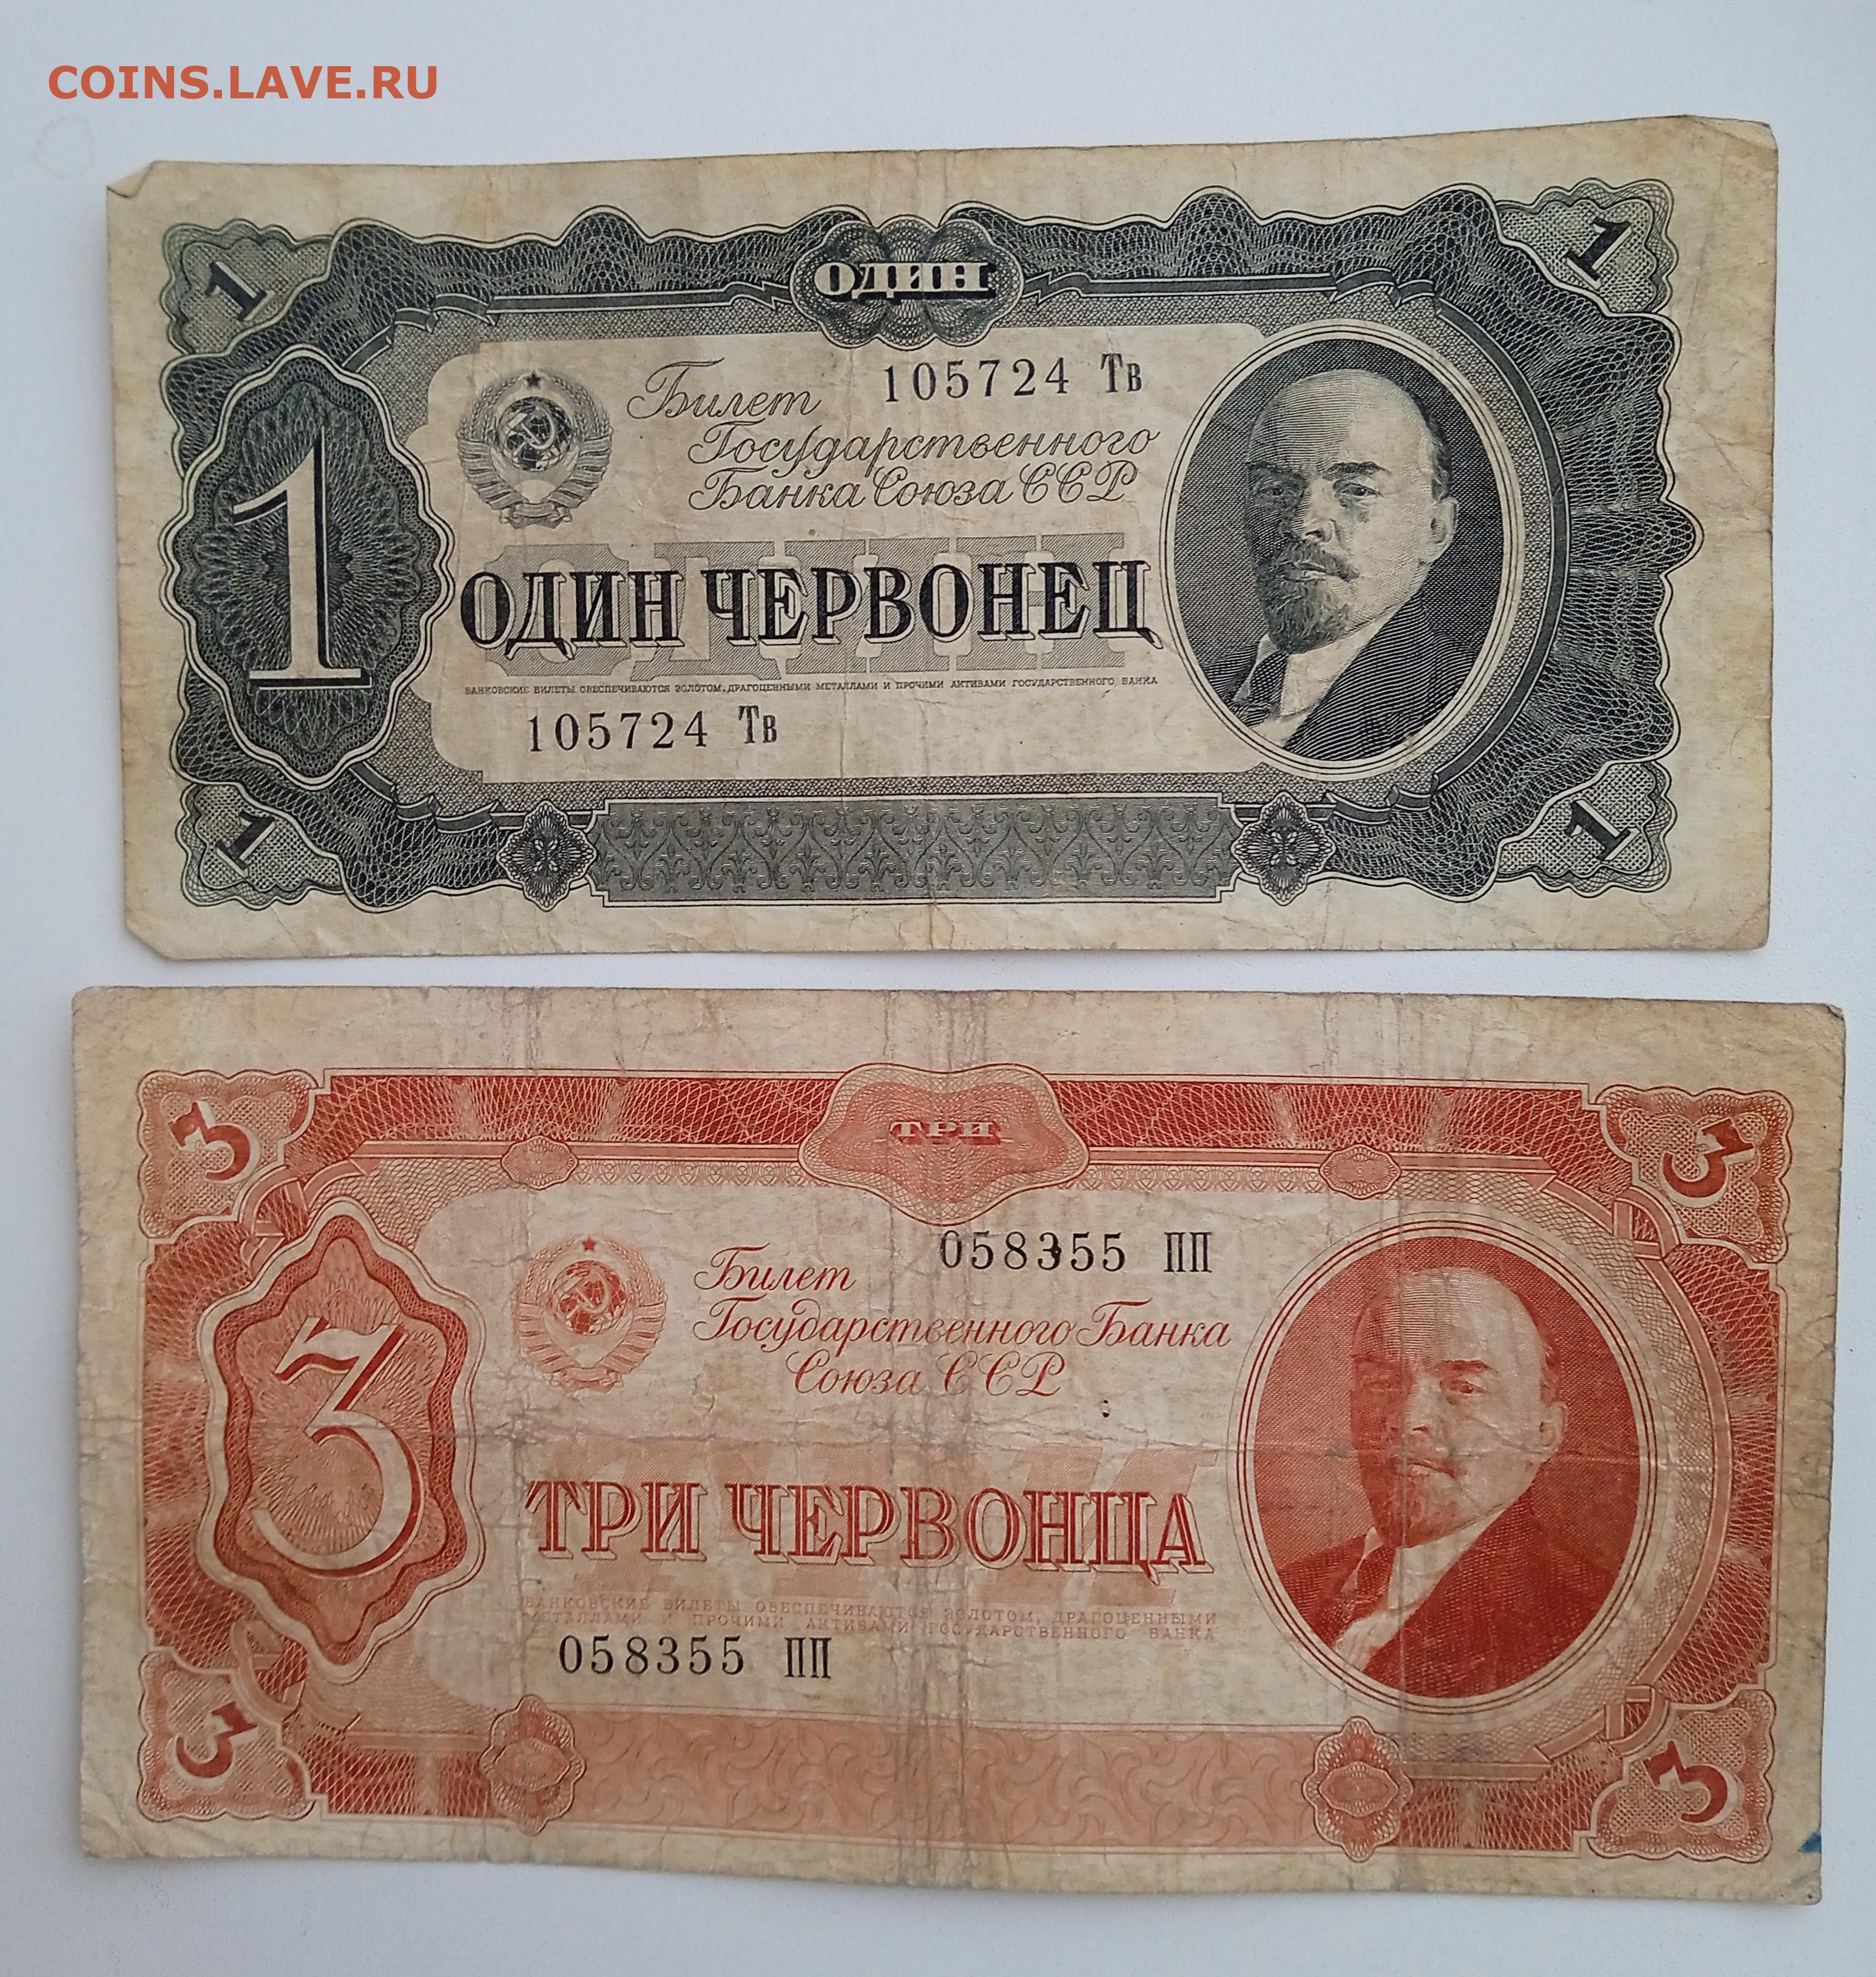 COINS.LAVE.RU
1
1
ОДИН
Билет 105724 Тв
Государственного
Банка Союза ССР
1
ОДИН
ОДИН ЧЕРВОНЕЦ
БАНКОВСКИЕ БИЛЕТЫ ОБЕСПЕЧИВАЮТСЯ ЗОЛОТОМ, ДРАГОЦЕННЫМИ МЕТАЛЛАМИ И ПРОЧИМИ АКТИВАМИ ГОСУДАРСТВЕННОГО БАНКА
105724 Тв
1
1
3
ТРИ
3
058355 ПП
Билет
Государственного Банка
Союза ССР
3
ТРИ
ТРИ ЧЕРВОНЦА
БАНКОВСКИЕ БИЛЕТЫ ОБЕСПЕЧИВАЮТСЯ ЗОЛОТОМ, ДРАГОЦЕННЫМИ
МЕТАЛЛАМИ И ПРОЧИМИ АКТИВАМИ ГОСУДАРСТВЕННОГО БАНКА
058355 ПП
3
3